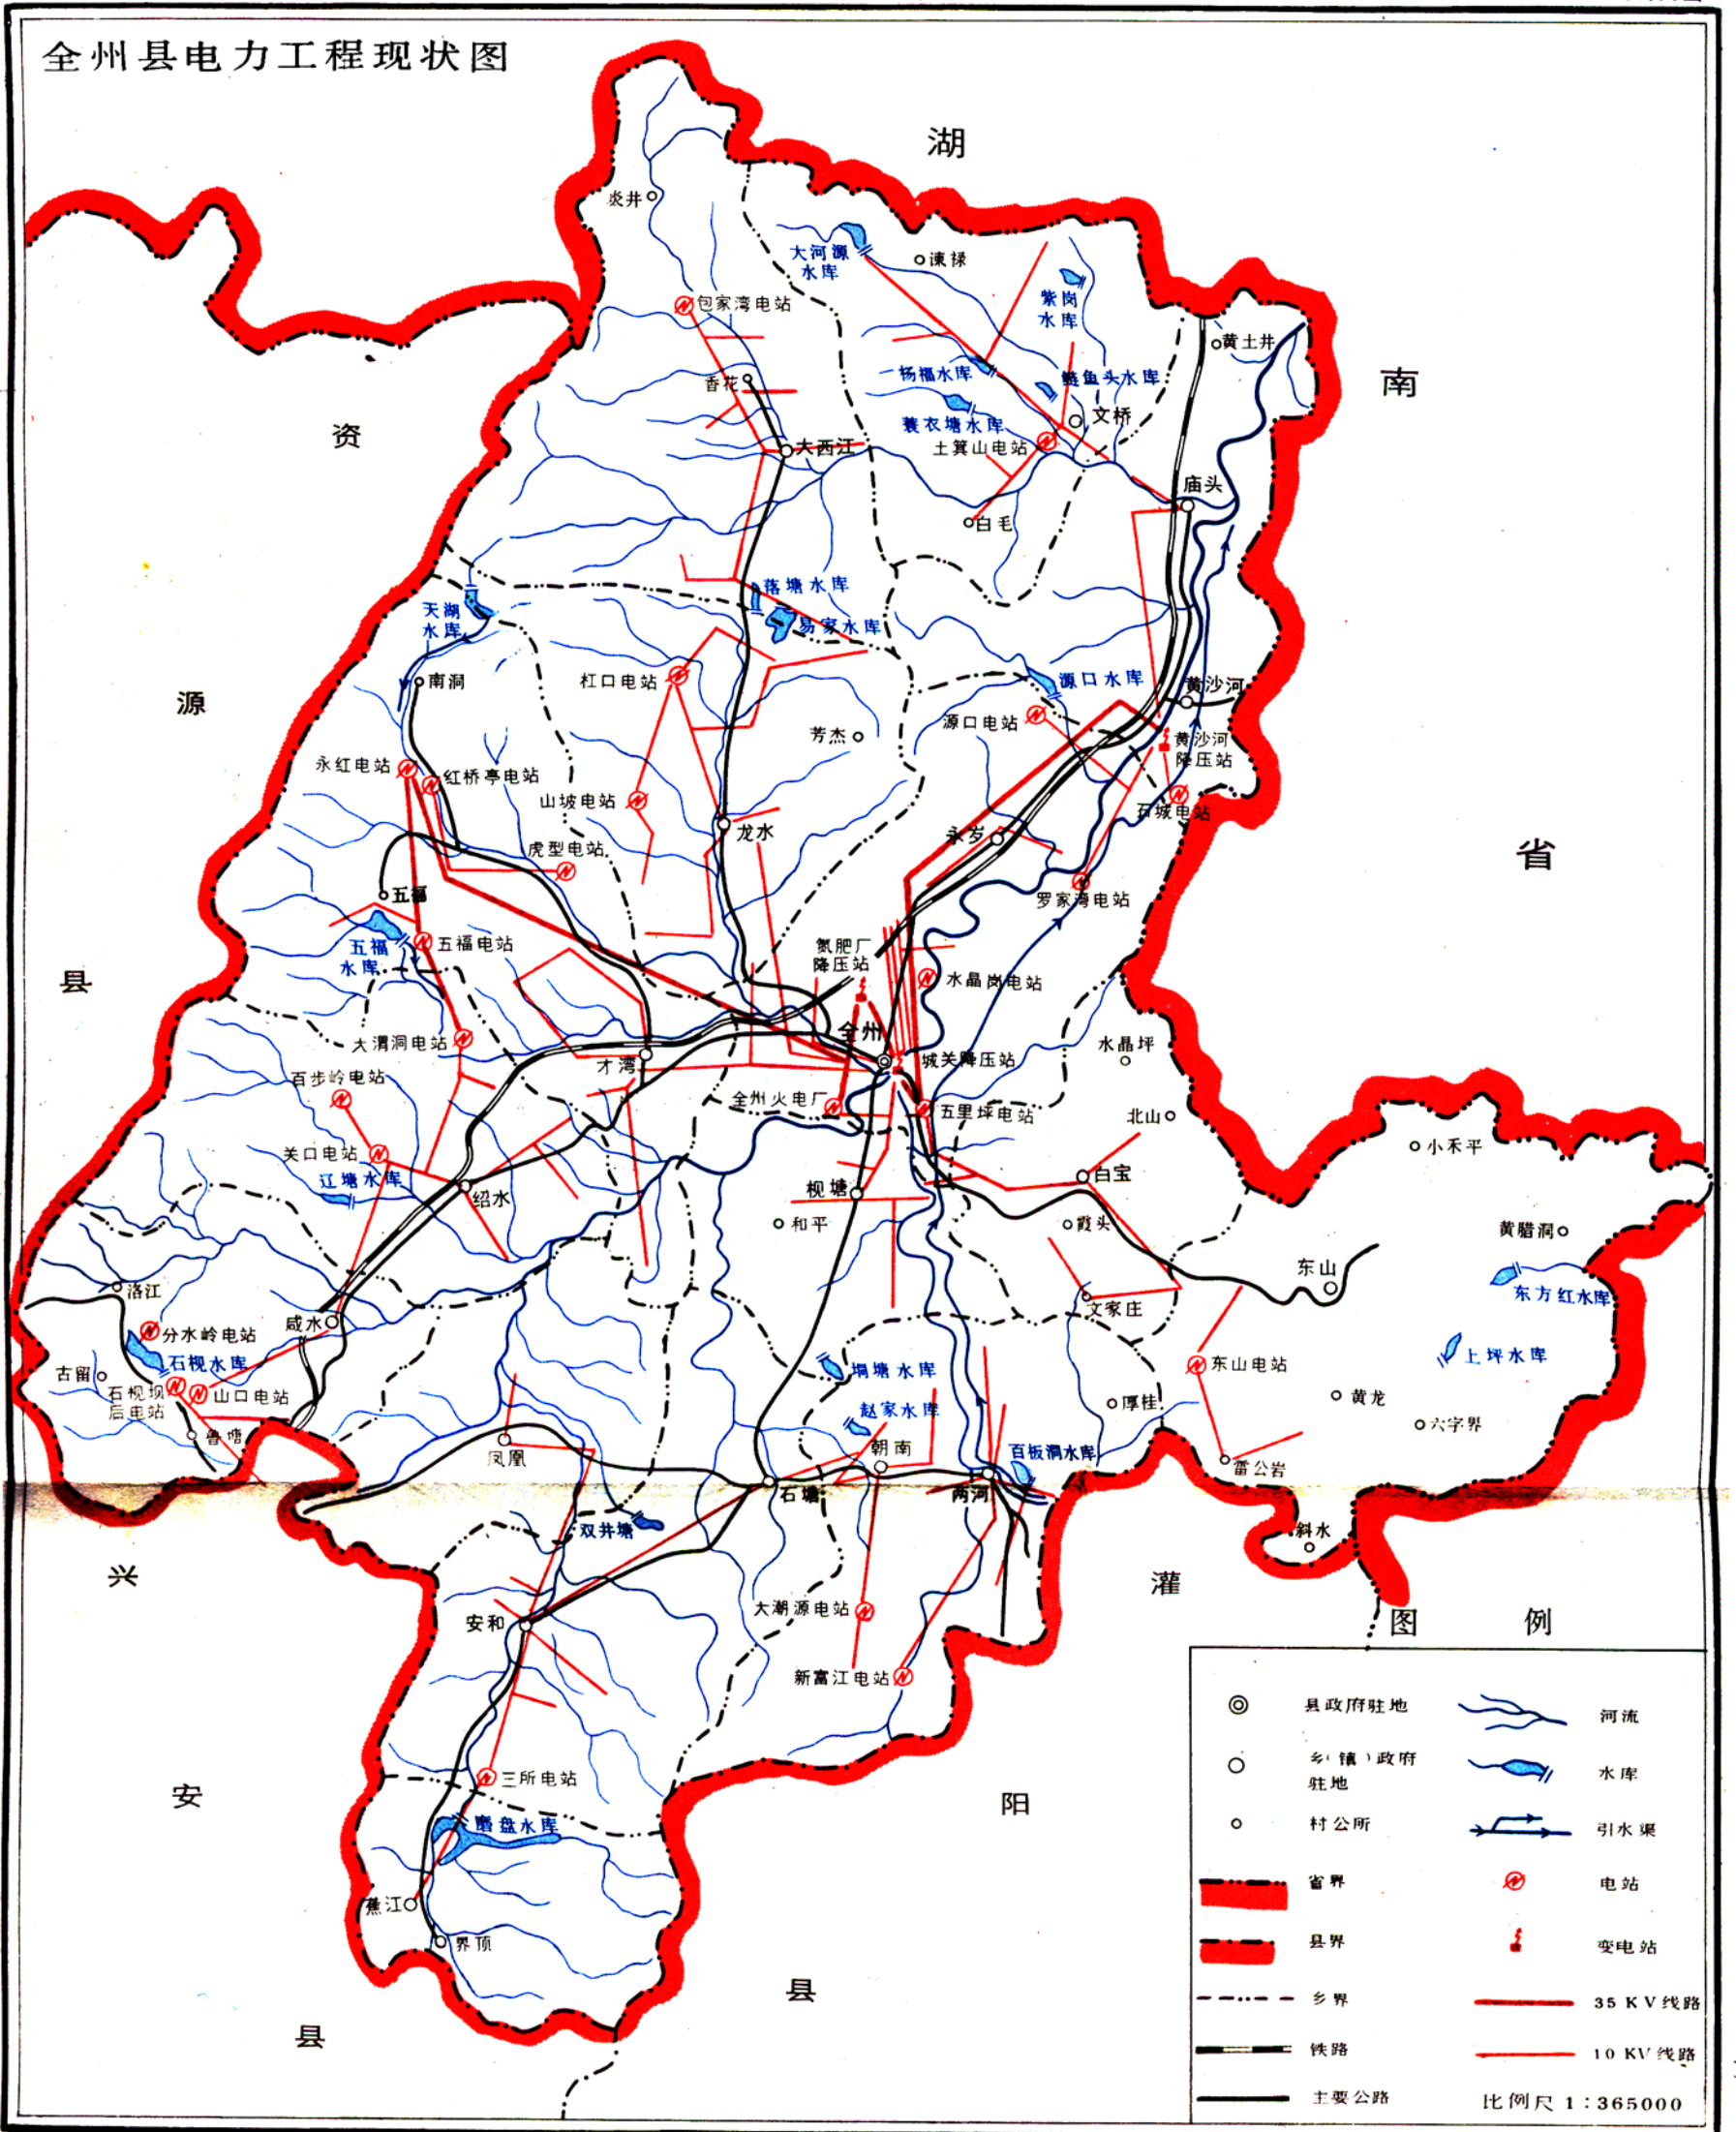 全州县电力工程现状图
湖
南
省
资
源
县
兴
安
县
灌
阳
县
炎井
大河源
水库
谏禄
紫岗
水库
黄土井
包家湾电站
香花
杨福水库
鲢鱼头水库
蓑衣塘水库
文桥
土箕山电站
大西江
庙头
白毛
落塘水库
易家水库
天湖
水库
南洞
杠口电站
源口水库
源口电站
黄沙河
黄沙河
降压站
芳杰
永红电站
红桥亭电站
山坡电站
石城电站
龙水
永岁
虎型电站
罗家湾电站
五福
五福
水库
五福电站
氮肥厂
降压站
水晶岗电站
大渭洞电站
才湾
全州
城关降压站
水晶坪
百步岭电站
全州火电厂
五里坪电站
北山
小禾平
关口电站
辽塘水库
绍水
枧塘
白宝
和平
霞头
黄腊洞
东山
东方红水库
洛江
文家庄
咸水
分水岭电站
石枧水库
古留
石枧坝
后电站
山口电站
鲁塘
垌塘水库
东山电站
上坪水库
赵家水库
厚桂
黄龙
六字界
凤凰
朝南
百板洞水库
雷公岩
石塘
两河
双井塘
斜水
安和
大潮源电站
新富江电站
三所电站
磨盘水库
蕉江
界顶
图例
县政府驻地
河流
乡(镇)政府
驻地
水库
村公所
引水渠
省界
电站
县界
变电站
乡界
35 KV线路
铁路
10 KV线路
主要公路
比例尺 1:365000